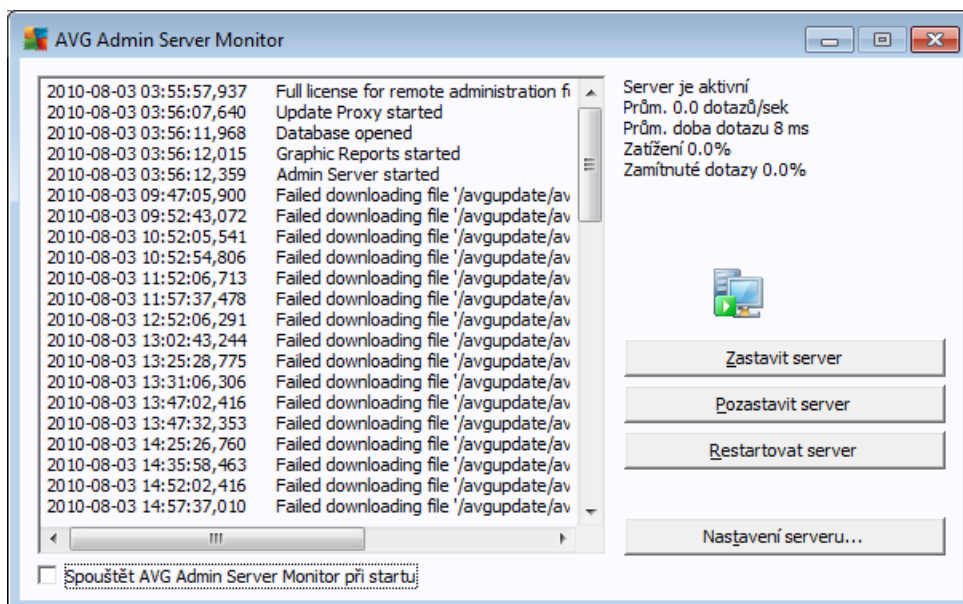 AVG Admin Server Monitor
2010-08-03 03:55:57,937 Full license for remote administration f
2010-08-03 03:56:07,640 Update Proxy started
2010-08-03 03:56:11,968 Database opened
2010-08-03 03:56:12,015 Graphic Reports started
2010-08-03 03:56:12,359 Admin Server started
2010-08-03 09:47:05,900 Failed downloading file '/avgupdate/av
2010-08-03 09:52:43,072 Failed downloading file '/avgupdate/av
2010-08-03 10:52:05,541 Failed downloading file '/avgupdate/av
2010-08-03 10:52:54,806 Failed downloading file '/avgupdate/av
2010-08-03 11:52:06,713 Failed downloading file '/avgupdate/av
2010-08-03 11:57:37,478 Failed downloading file '/avgupdate/av
2010-08-03 12:52:06,291 Failed downloading file '/avgupdate/av
2010-08-03 13:02:43,244 Failed downloading file '/avgupdate/av
2010-08-03 13:25:28,775 Failed downloading file '/avgupdate/av
2010-08-03 13:31:06,306 Failed downloading file '/avgupdate/av
2010-08-03 13:47:02,416 Failed downloading file '/avgupdate/av
2010-08-03 13:47:32,353 Failed downloading file '/avgupdate/av
2010-08-03 14:25:26,760 Failed downloading file '/avgupdate/av
2010-08-03 14:35:58,463 Failed downloading file '/avgupdate/av
2010-08-03 14:52:02,416 Failed downloading file '/avgupdate/av
2010-08-03 14:57:37,010 Failed downloading file '/avgupdate/av
Server je aktivní
Prům. 0.0 dotazů/sek
Prům. doba dotazu 8 ms
Zatížení 0.0%
Zamítnuté dotazy 0.0%
Zastavit server
Pozastavit server
Restartovat server
Nastavení serveru...
Spouštět AVG Admin Server Monitor při startu